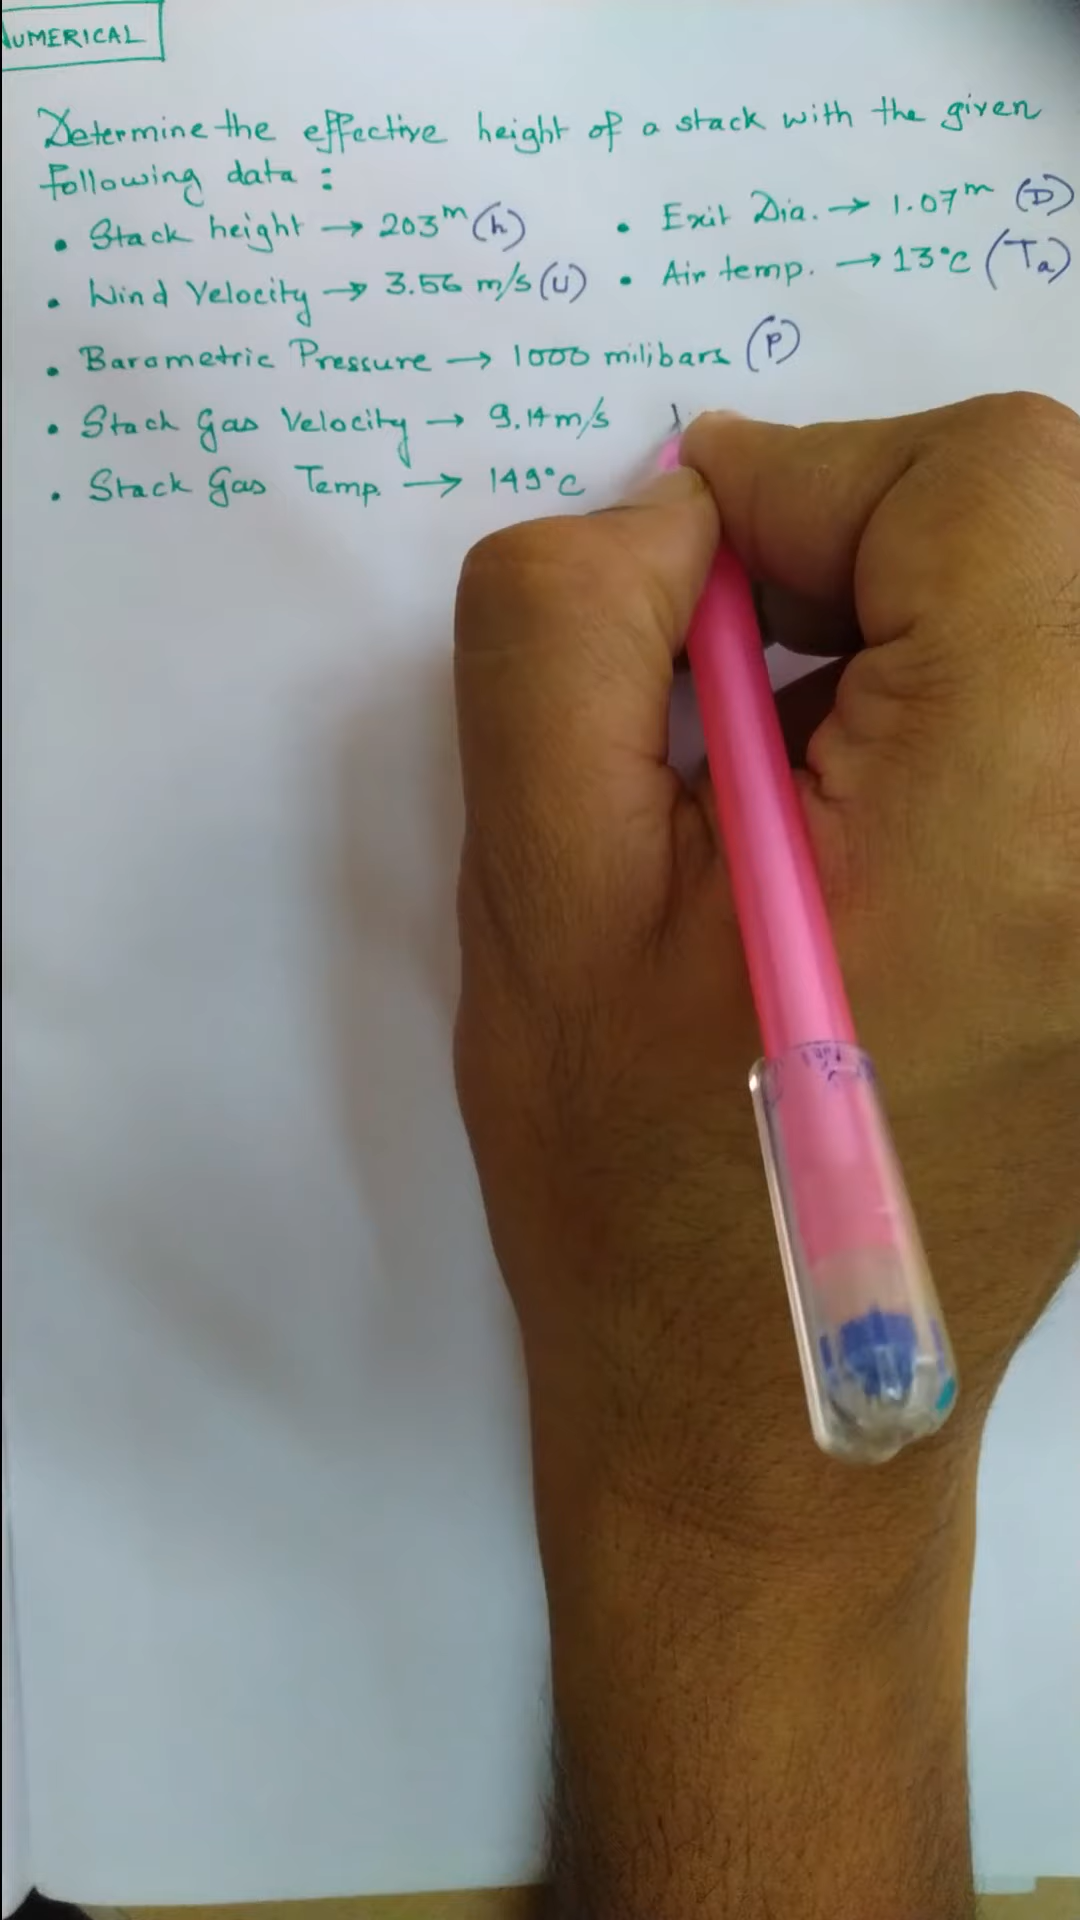 NUMERICAL
Determine the effective height of a stack with the given
following data :
• Stack height → 203m (h) • Exit Dia. → 1.07m (D)
• Wind Velocity → 3.56 m/s (U) • Air temp. → 13°C (Ta)
• Barometric Pressure → 1000 milibars (P)
• Stack Gas Velocity → 9.14 m/s
• Stack Gas Temp. → 149°C